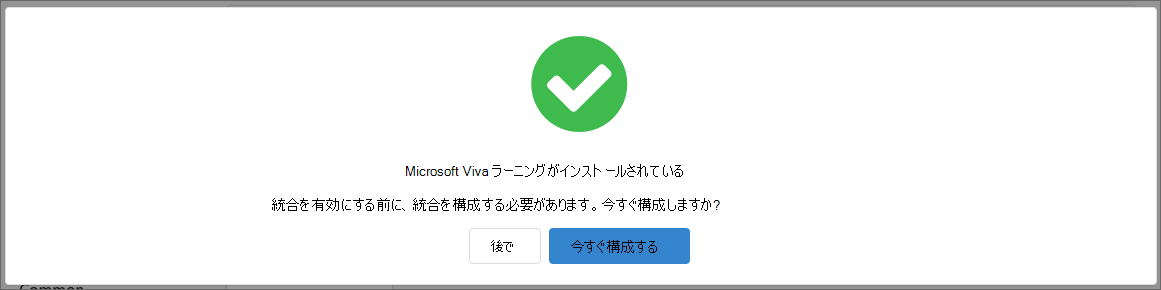 Microsoft Viva ラーニングがインストールされている
統合を有効にする前に、統合を構成する必要があります。今すぐ構成しますか?
後で
今すぐ構成する